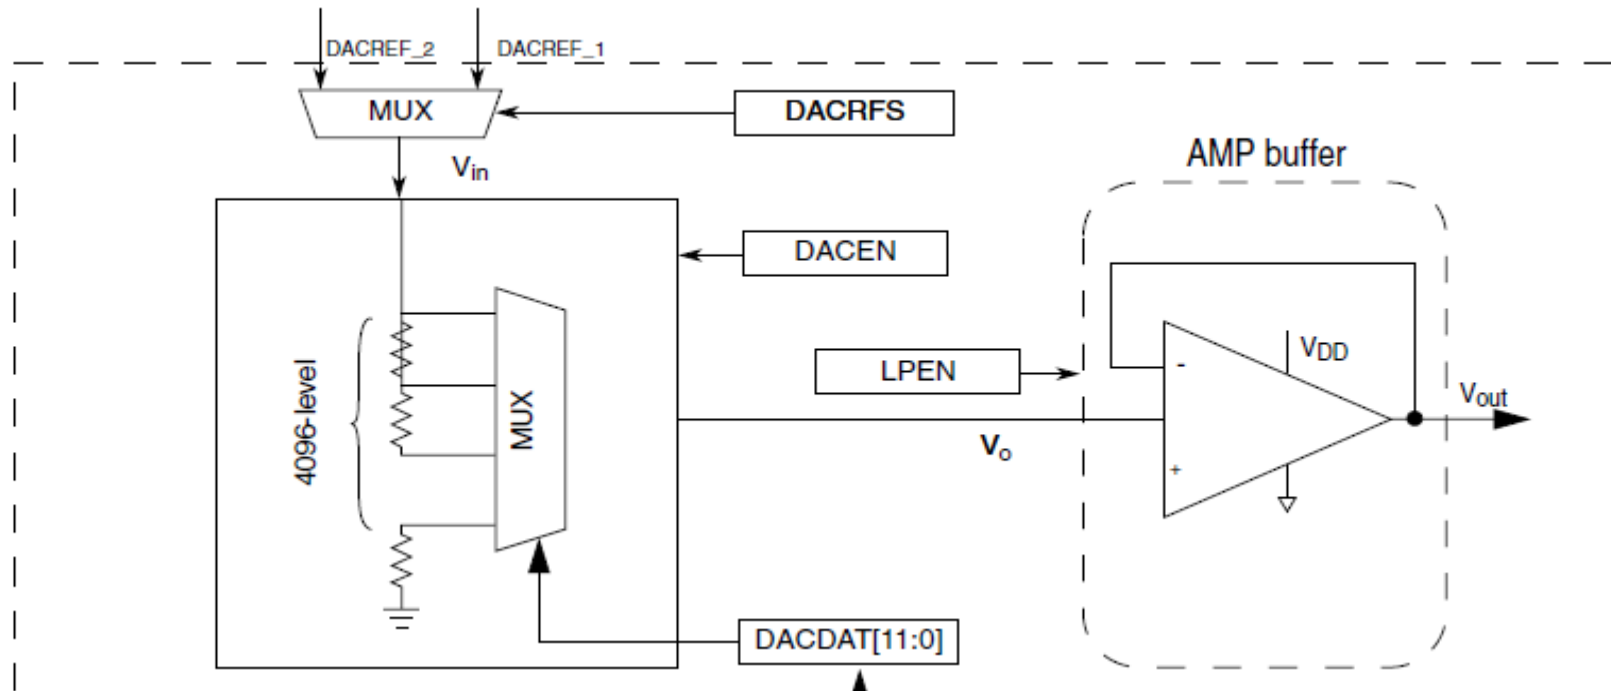 DACREF_2
DACREF_1
MUX
DACRFS
Vin
AMP buffer
DACEN
LPEN
4096-level
MUX
VDD
-
+
Vo
Vout
DACDAT[11:0]